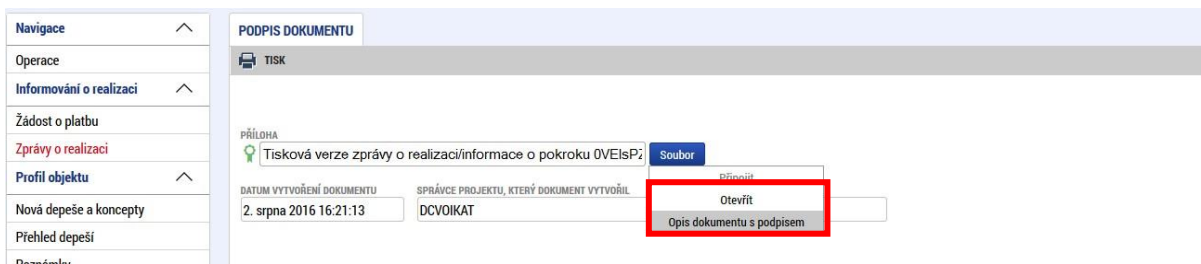 Navigace
PODPIS DOKUMENTU
Operace
TISK
Informování o realizaci
Žádost o platbu
PŘÍLOHA
Zprávy o realizaci
Tisková verze zprávy o realizaci/informace o pokroku 0VEIsPZ
Soubor
Profil objektu
Připojit
DATUM VYTVOŘENÍ DOKUMENTU
SPRÁVCE PROJEKTU, KTERÝ DOKUMENT VYTVOŘIL
Otevřít
Nová depeše a koncepty
2. srpna 2016 16:21:13
DCVOIKAT
Opis dokumentu s podpisem
Přehled depeší
Poznámky